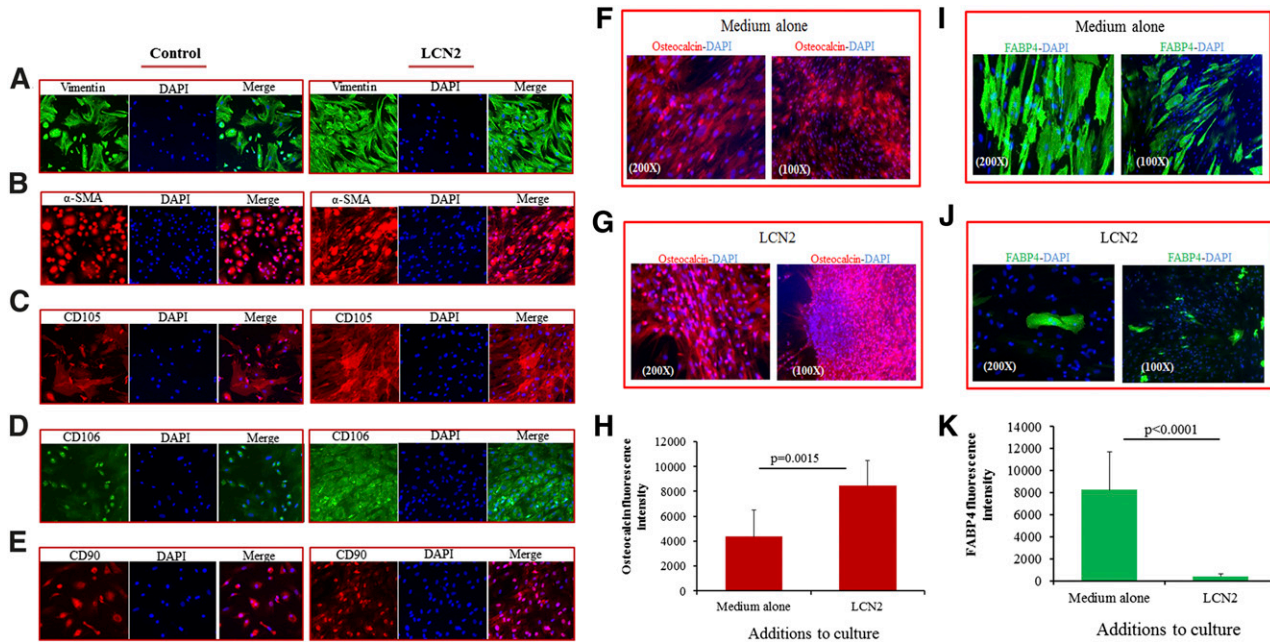 Control LCN2
A
Vimentin DAPI Merge Vimentin DAPI Merge
B
α-SMA DAPI Merge α-SMA DAPI Merge
C
CD105 DAPI Merge CD105 DAPI Merge
D
CD106 DAPI Merge CD106 DAPI Merge
E
CD90 DAPI Merge CD90 DAPI Merge
F
Medium alone
Osteocalcin-DAPI Osteocalcin-DAPI
(200X) (100X)
G
LCN2
Osteocalcin-DAPI Osteocalcin-DAPI
(200X) (100X)
H
Osteocalcin fluorescence
intensity
12000
10000
8000
6000
4000
2000
0
p=0.0015
Medium alone LCN2
Additions to culture
I
Medium alone
FABP4-DAPI FABP4-DAPI
(200X) (100X)
J
LCN2
FABP4-DAPI FABP4-DAPI
(200X) (100X)
K
FABP4 fluorescence
intensity
14000
12000
10000
8000
6000
4000
2000
0
p<0.0001
Medium alone LCN2
Additions to culture